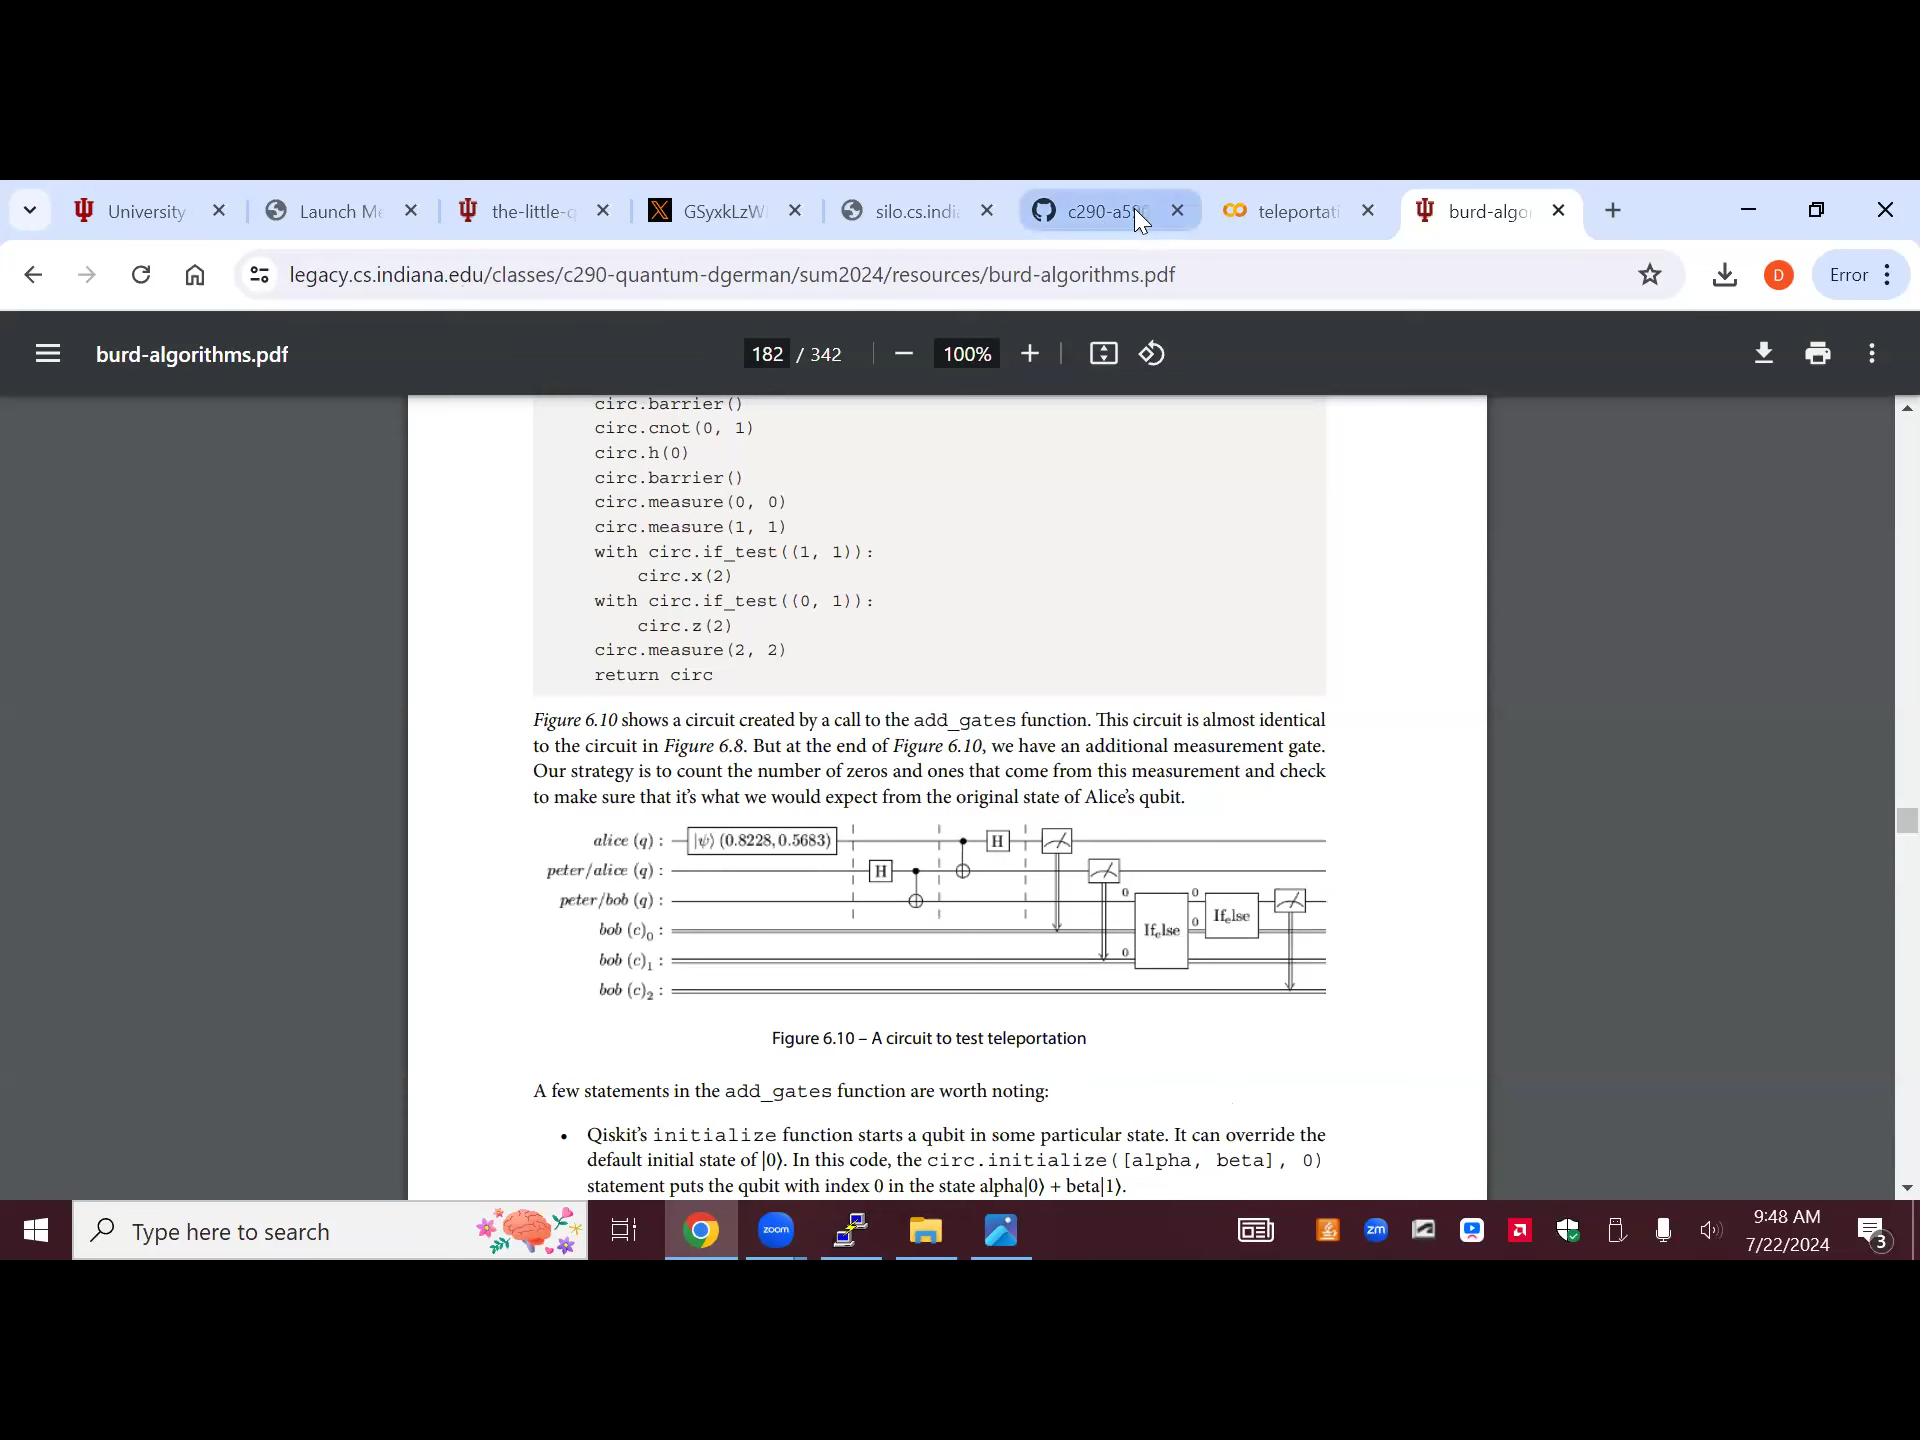 University
Launch Me
the-little-q
GSyxkLzW
silo.cs.indi
c290-a590
teleportati
burd-algo
legacy.cs.indiana.edu/classes/c290-quantum-dgerman/sum2024/resources/burd-algorithms.pdf
D
Error
burd-algorithms.pdf
182 / 342
100%
circ.barrier()
circ.cnot(0, 1)
circ.h(0)
circ.barrier()
circ.measure(0, 0)
circ.measure(1, 1)
with circ.if_test((1, 1)):
circ.x(2)
with circ.if_test((0, 1)):
circ.z(2)
circ.measure(2, 2)
return circ
Figure 6.10 shows a circuit created by a call to the add_gates function. This circuit is almost identical
to the circuit in Figure 6.8. But at the end of Figure 6.10, we have an additional measurement gate.
Our strategy is to count the number of zeros and ones that come from this measurement and check
to make sure that it’s what we would expect from the original state of Alice’s qubit.
alice (q) : |ψ⟩ (0.8228, 0.5683) H
peter/alice (q) : H
peter/bob (q) : 0 0
If_else 0 If_else
bob (c)₀ :
bob (c)₁ : 0
bob (c)₂ :
Figure 6.10 – A circuit to test teleportation
A few statements in the add_gates function are worth noting:
• Qiskit’s initialize function starts a qubit in some particular state. It can override the
default initial state of |0⟩. In this code, the circ.initialize([alpha, beta], 0)
statement puts the qubit with index 0 in the state alpha|0⟩ + beta|1⟩.
Type here to search
zoom
zm
9:48 AM
7/22/2024
3